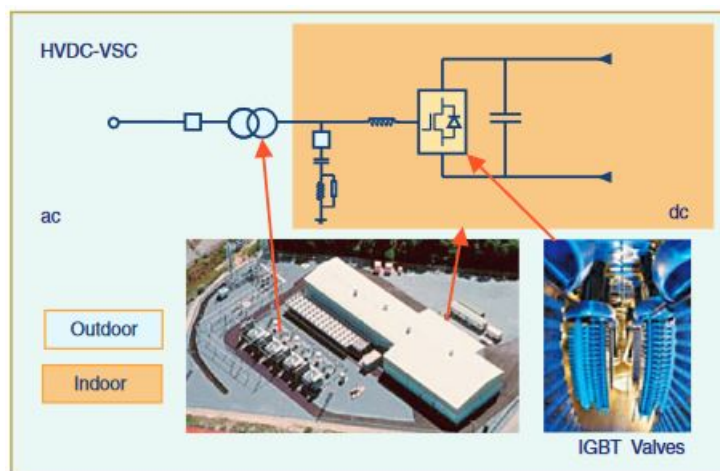 HVDC-VSC
ac
dc
Outdoor
Indoor
IGBT Valves